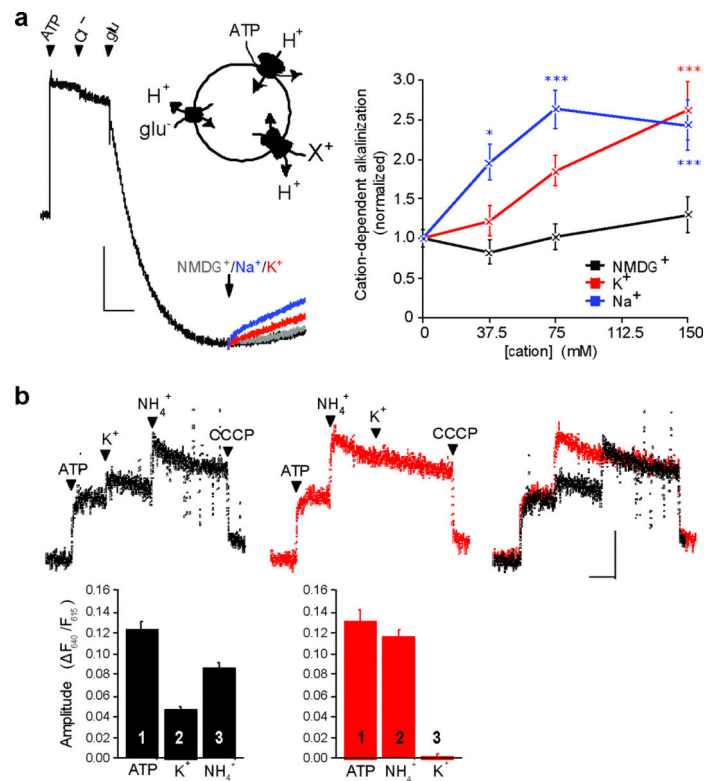 a
ATP
Cl⁻
glu
ATP
H⁺
H⁺
glu⁻
X⁺
H⁺
NMDG⁺/Na⁺/K⁺
Cation-dependent alkalinization
(normalized)
3.0
2.5
2.0
1.5
1.0
0.5
0
*
***
***
***
NMDG⁺
K⁺
Na⁺
0
37.5
75
112.5
150
[cation] (mM)
b
ATP
K⁺
NH₄⁺
CCCP
ATP
NH₄⁺
K⁺
CCCP
Amplitude (ΔF₆₄₀/F₆₁₅)
0.16
0.14
0.12
0.10
0.08
0.06
0.04
0.02
0.00
1
2
3
ATP K⁺ NH₄⁺
0.16
0.14
0.12
0.10
0.08
0.06
0.04
0.02
0.00
1
2
3
ATP NH₄⁺ K⁺